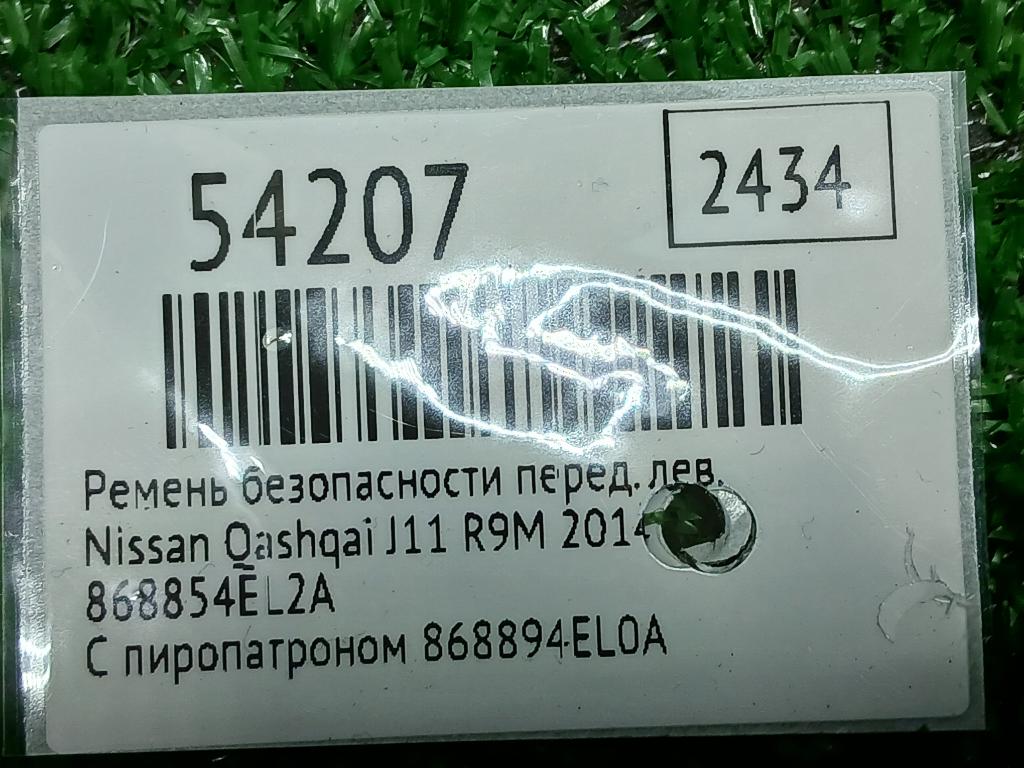 54207
2434
Ремень безопасности перед. лев.
Nissan Qashqai J11 R9M 2014
868854EL2A
С пиропатроном 868894EL0A